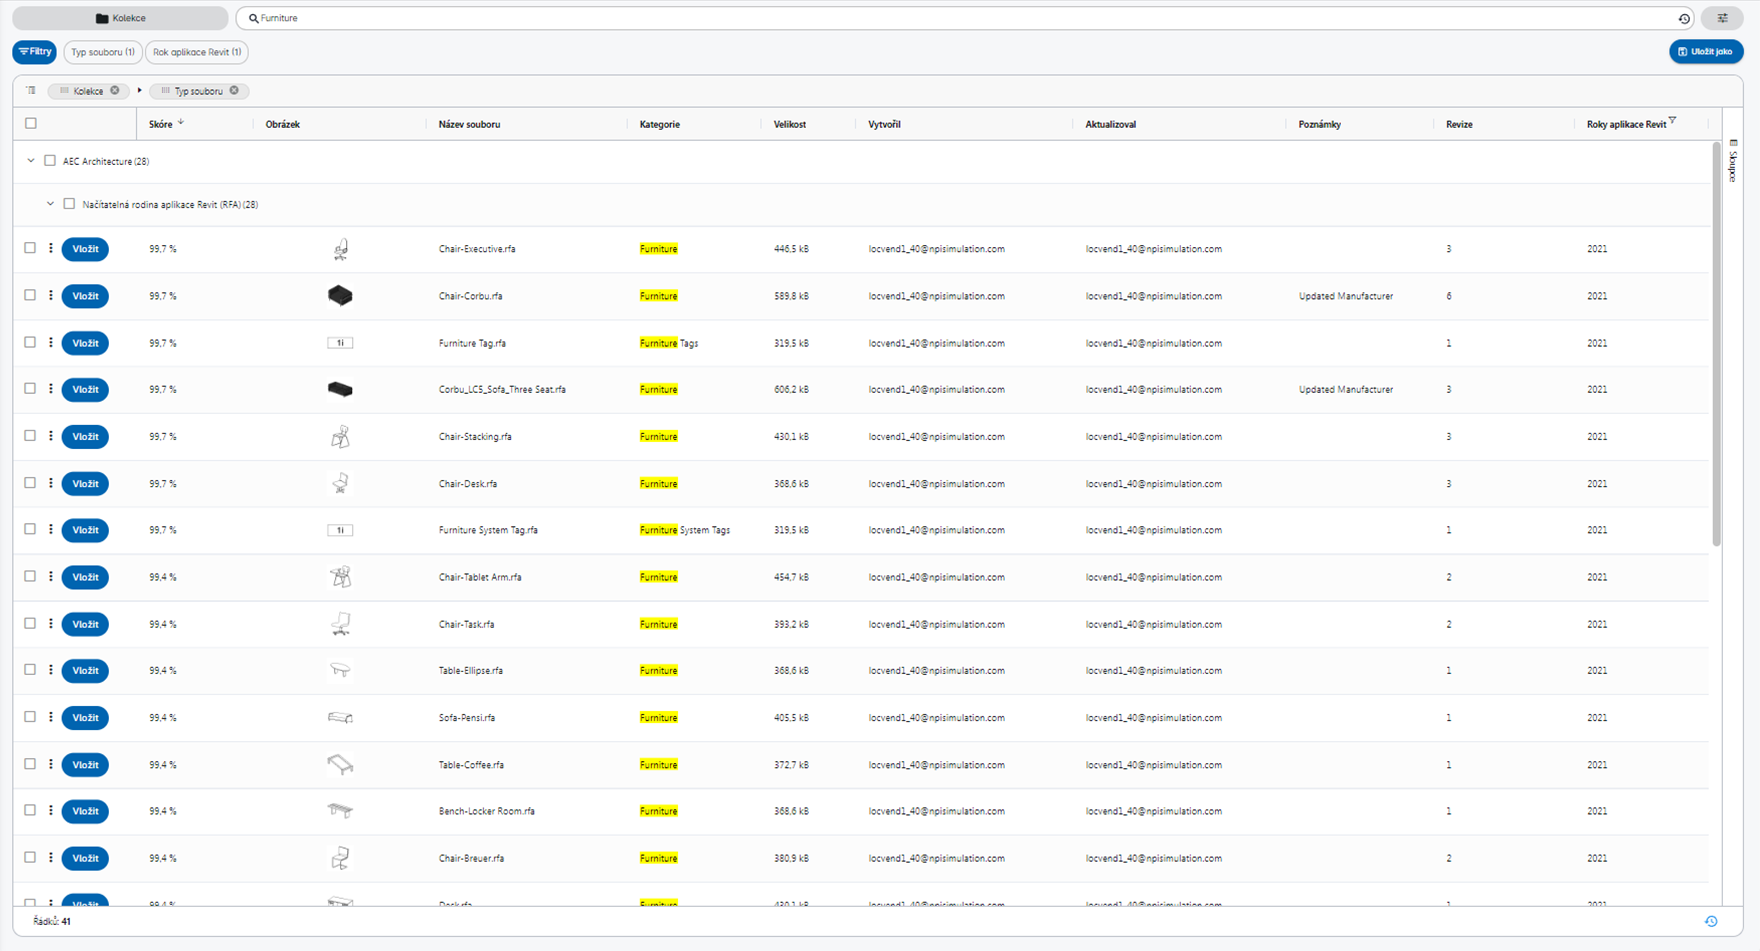 Kolekce
Furniture
Filtry Typ souboru (1) Rok aplikace Revit (1) Uložit jako
Kolekce Typ souboru
Skóre Obrázek Název souboru Kategorie Velikost Vytvořil Aktualizoval Poznámky Revize Roky aplikace Revit
Sloupce
AEC Architecture (28)
Načítatelná rodina aplikace Revit (RFA) (28)
Vložit 99,7 % Chair-Executive.rfa Furniture 446,5 kB locvend1_40@npisimulation.com locvend1_40@npisimulation.com 3 2021
Vložit 99,7 % Chair-Corbu.rfa Furniture 589,8 kB locvend1_40@npisimulation.com locvend1_40@npisimulation.com Updated Manufacturer 6 2021
Vložit 99,7 % 1i Furniture Tag.rfa Furniture Tags 319,5 kB locvend1_40@npisimulation.com locvend1_40@npisimulation.com 1 2021
Vložit 99,7 % Corbu_LC5_Sofa_Three Seat.rfa Furniture 606,2 kB locvend1_40@npisimulation.com locvend1_40@npisimulation.com Updated Manufacturer 3 2021
Vložit 99,7 % Chair-Stacking.rfa Furniture 430,1 kB locvend1_40@npisimulation.com locvend1_40@npisimulation.com 3 2021
Vložit 99,7 % Chair-Desk.rfa Furniture 368,6 kB locvend1_40@npisimulation.com locvend1_40@npisimulation.com 3 2021
Vložit 99,7 % 1i Furniture System Tag.rfa Furniture System Tags 319,5 kB locvend1_40@npisimulation.com locvend1_40@npisimulation.com 1 2021
Vložit 99,4 % Chair-Tablet Arm.rfa Furniture 454,7 kB locvend1_40@npisimulation.com locvend1_40@npisimulation.com 2 2021
Vložit 99,4 % Chair-Task.rfa Furniture 393,2 kB locvend1_40@npisimulation.com locvend1_40@npisimulation.com 2 2021
Vložit 99,4 % Table-Ellipse.rfa Furniture 368,6 kB locvend1_40@npisimulation.com locvend1_40@npisimulation.com 1 2021
Vložit 99,4 % Sofa-Pensi.rfa Furniture 405,5 kB locvend1_40@npisimulation.com locvend1_40@npisimulation.com 1 2021
Vložit 99,4 % Table-Coffee.rfa Furniture 372,7 kB locvend1_40@npisimulation.com locvend1_40@npisimulation.com 1 2021
Vložit 99,4 % Bench-Locker Room.rfa Furniture 368,6 kB locvend1_40@npisimulation.com locvend1_40@npisimulation.com 1 2021
Vložit 99,4 % Chair-Breuer.rfa Furniture 380,9 kB locvend1_40@npisimulation.com locvend1_40@npisimulation.com 2 2021
Vložit 99,4 % Desk.rfa Furniture 430,1 kB locvend1_40@npisimulation.com locvend1_40@npisimulation.com 1 2021
Řádků: 41